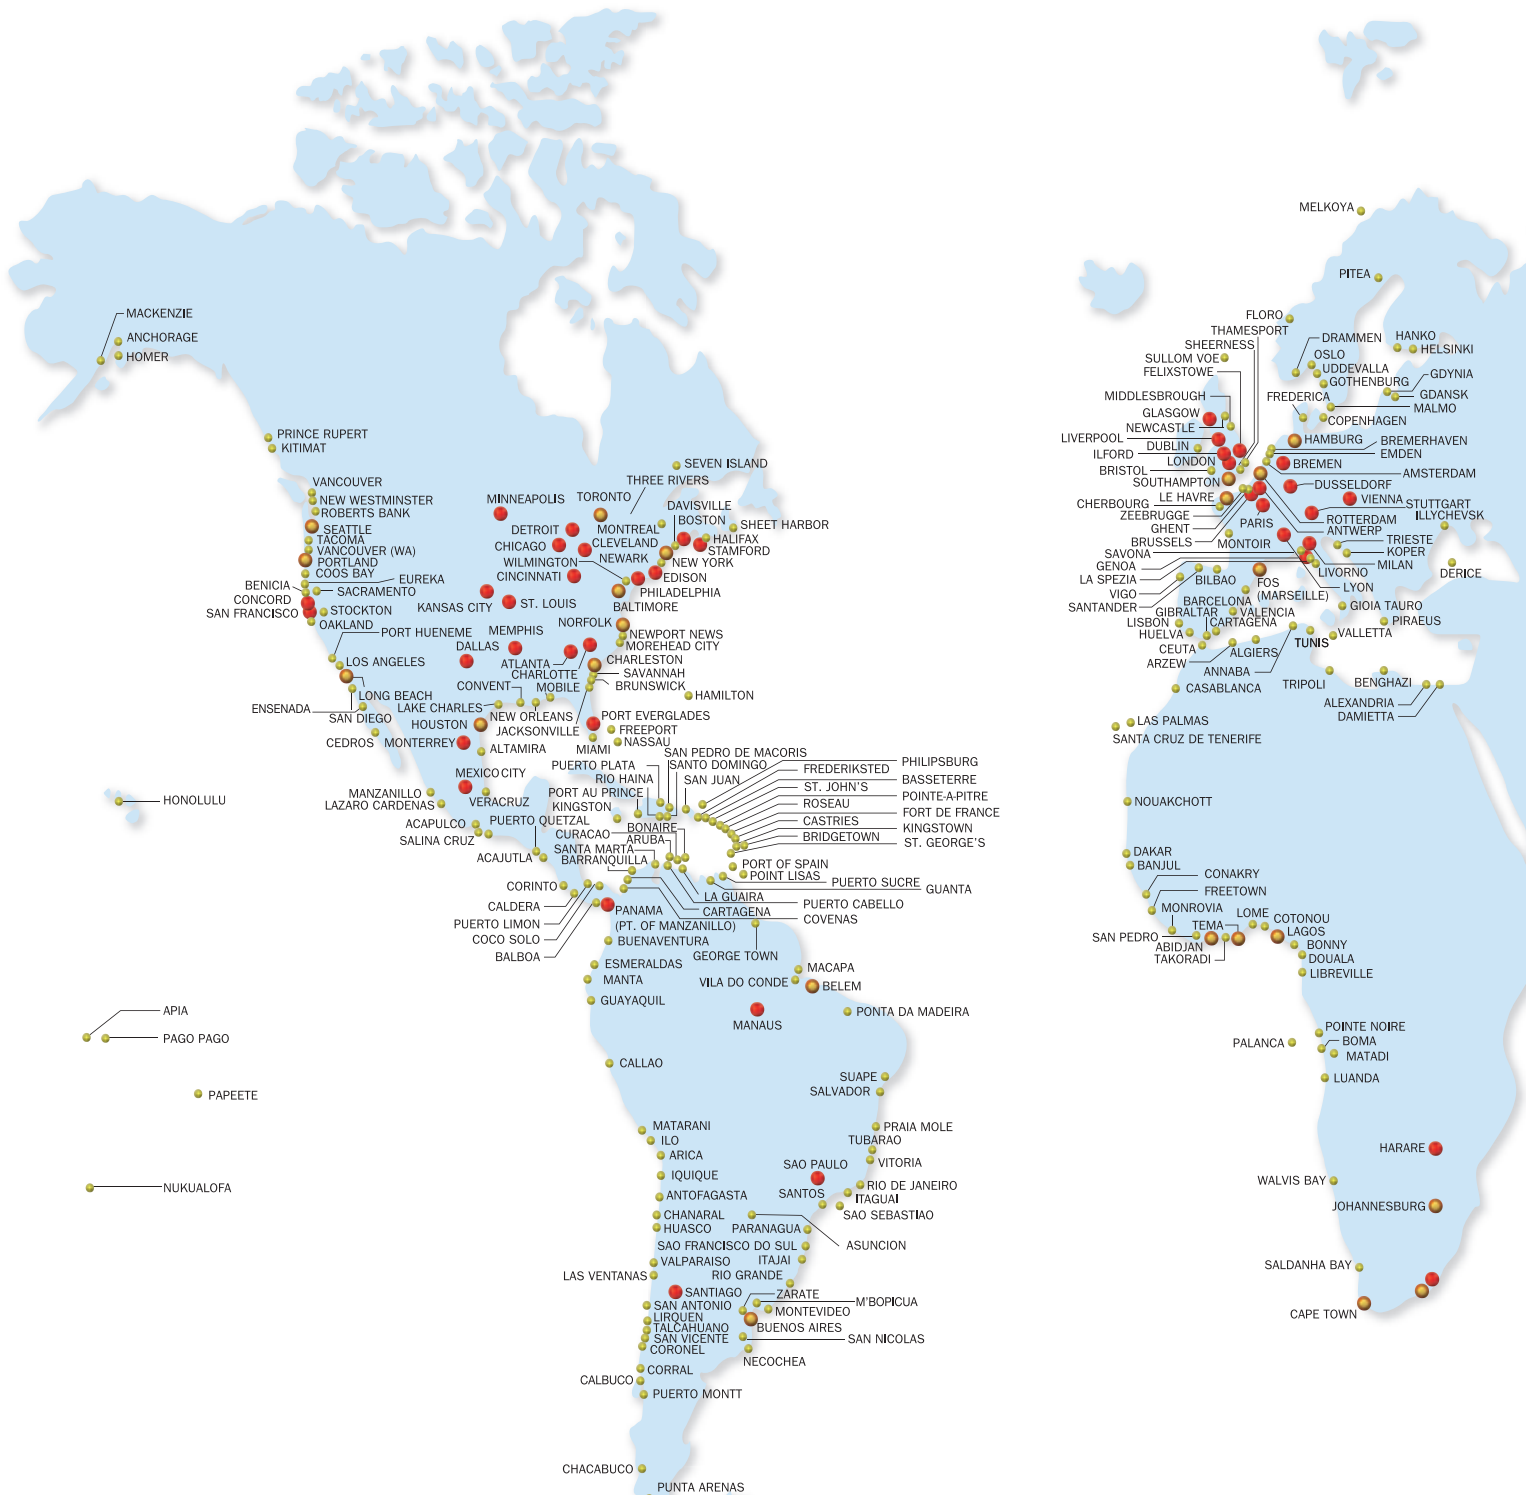 MELKOYA
PITEA
MACKENZIE
ANCHORAGE
HOMER
FLORO
THAMESPORT
SHEERNESS
SULLOM VOE
FELIXSTOWE
DRAMMEN
OSLO
UDDEVALLA
GOTHENBURG
HANKO
HELSINKI
GDYNIA
GDANSK
MALMO
FREDERICA
COPENHAGEN
MIDDLESBROUGH
GLASGOW
NEWCASTLE
LIVERPOOL
DUBLIN
ILFORD
LONDON
BRISTOL
SOUTHAMPTON
HAMBURG
BREMERHAVEN
EMDEN
BREMEN
AMSTERDAM
DUSSELDORF
VIENNA
STUTTGART
ILLYCHEVSK
CHERBOURG
LE HAVRE
ZEEBRUGGE
GHENT
BRUSSELS
PARIS
ROTTERDAM
ANTWERP
MONTOIR
TRIESTE
KOPER
SAVONA
GENOA
LA SPEZIA
VIGO
SANTANDER
BILBAO
LIVORNO
MILAN
LYON
DERICE
FOS
(MARSEILLE)
BARCELONA
GIBRALTAR
VALENCIA
LISBON
CARTAGENA
HUELVA
CEUTA
ARZEW
ALGIERS
ANNABA
TUNIS
GIOIA TAURO
PIRAEUS
VALLETTA
TRIPOLI
BENGHAZI
ALEXANDRIA
DAMIETTA
CASABLANCA
LAS PALMAS
SANTA CRUZ DE TENERIFE
NOUAKCHOTT
DAKAR
BANJUL
CONAKRY
FREETOWN
MONROVIA
SAN PEDRO
ABIDJAN
TAKORADI
TEMA
LOME
COTONOU
LAGOS
BONNY
DOUALA
LIBREVILLE
POINTE NOIRE
BOMA
MATADI
PALANCA
LUANDA
HARARE
WALVIS BAY
JOHANNESBURG
SALDANHA BAY
CAPE TOWN
PRINCE RUPERT
KITIMAT
VANCOUVER
NEW WESTMINSTER
ROBERTS BANK
SEATTLE
TACOMA
VANCOUVER (WA)
PORTLAND
COOS BAY
EUREKA
BENICIA
SACRAMENTO
CONCORD
SAN FRANCISCO
STOCKTON
OAKLAND
PORT HUENEME
LOS ANGELES
LONG BEACH
ENSENADA
SAN DIEGO
CEDROS
SEVEN ISLAND
THREE RIVERS
MINNEAPOLIS
TORONTO
DAVISVILLE
BOSTON
SHEET HARBOR
DETROIT
MONTREAL
HALIFAX
CHICAGO
CLEVELAND
STAMFORD
NEWARK
NEW YORK
WILMINGTON
CINCINNATI
EDISON
PHILADELPHIA
KANSAS CITY
ST. LOUIS
BALTIMORE
NORFOLK
NEWPORT NEWS
MOREHEAD CITY
MEMPHIS
DALLAS
ATLANTA
CHARLOTTE
CHARLESTON
SAVANNAH
BRUNSWICK
CONVENT
MOBILE
HAMILTON
LAKE CHARLES
NEW ORLEANS
JACKSONVILLE
HOUSTON
PORT EVERGLADES
FREEPORT
NASSAU
MIAMI
MONTERREY
ALTAMIRA
MEXICO CITY
VERACRUZ
MANZANILLO
LAZARO CARDENAS
ACAPULCO
SALINA CRUZ
PUERTO QUETZAL
ACAJUTLA
HONOLULU
SAN PEDRO DE MACORIS
SANTO DOMINGO
PUERTO PLATA
RIO HAINA
SAN JUAN
PORT AU PRINCE
KINGSTON
PHILIPSBURG
FREDERIKSTED
BASSETERRE
ST. JOHN'S
POINTE-A-PITRE
ROSEAU
FORT DE FRANCE
CASTRIES
KINGSTOWN
BRIDGETOWN
ST. GEORGE'S
BONAIRE
CURACAO
ARUBA
SANTA MARTA
BARRANQUILLA
PORT OF SPAIN
POINT LISAS
PUERTO SUCRE
GUANTA
LA GUAIRA
PUERTO CABELLO
CARTAGENA
COVENAS
CORINTO
CALDERA
PUERTO LIMON
COCO SOLO
BALBOA
PANAMA
(PT. OF MANZANILLO)
BUENAVENTURA
GEORGE TOWN
ESMERALDAS
MANTA
GUAYAQUIL
MACAPA
VILA DO CONDE
BELEM
MANAUS
PONTA DA MADEIRA
APIA
PAGO PAGO
PAPEETE
NUKUALOFA
CALLAO
SUAPE
SALVADOR
MATARANI
ILO
ARICA
IQUIQUE
ANTOFAGASTA
CHANARAL
HUASCO
PRAIA MOLE
TUBARAO
VITORIA
SAO PAULO
RIO DE JANEIRO
ITAGUAI
SANTOS
SAO SEBASTIAO
PARANAGUA
ASUNCION
SAO FRANCISCO DO SUL
ITAJAI
VALPARAISO
LAS VENTANAS
RIO GRANDE
SANTIAGO
ZARATE
M'BOPICUA
SAN ANTONIO
MONTEVIDEO
LIRQUEN
TALCAHUANO
BUENOS AIRES
SAN VICENTE
SAN NICOLAS
CORONEL
NECOCHEA
CORRAL
CALBUCO
PUERTO MONTT
CHACABUCO
PUNTA ARENAS